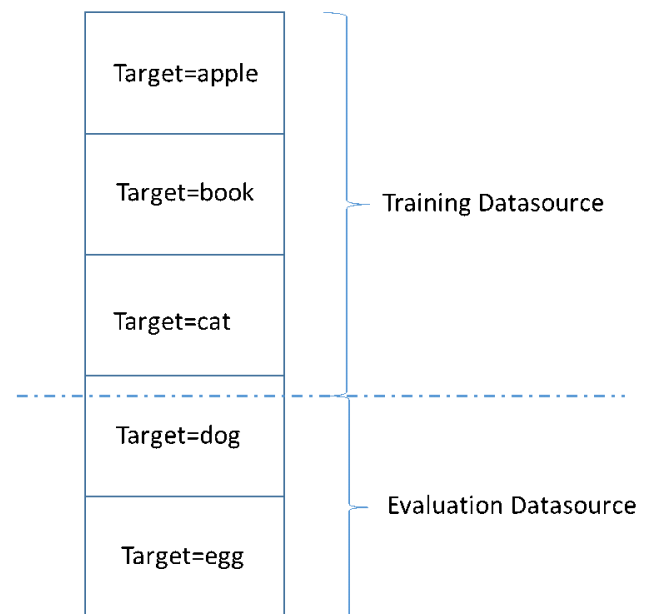 Target=apple
Target=book
Training Datasource
Target=cat
Target=dog
Evaluation Datasource
Target=egg